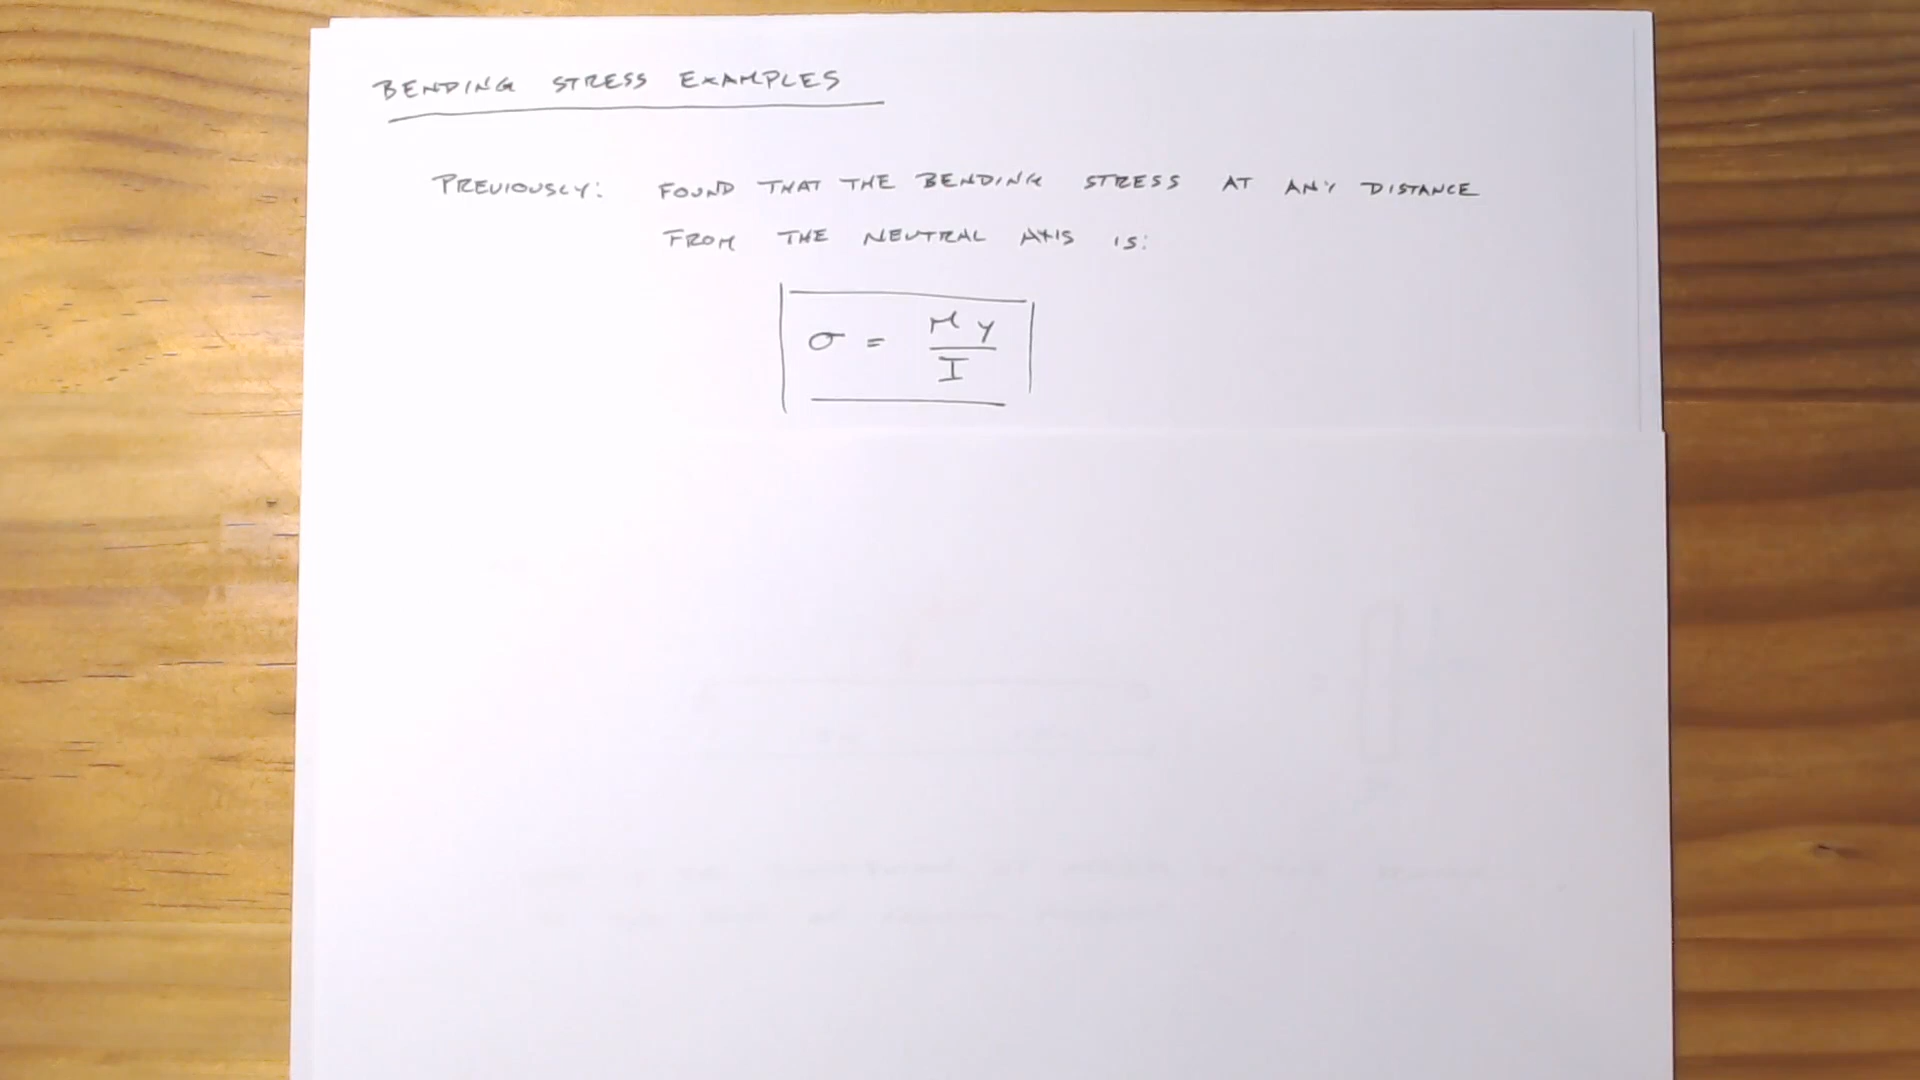 BENDING STRESS EXAMPLES
PREVIOUSLY: FOUND THAT THE BENDING STRESS AT ANY DISTANCE
FROM THE NEUTRAL AXIS IS:
σ = My / I